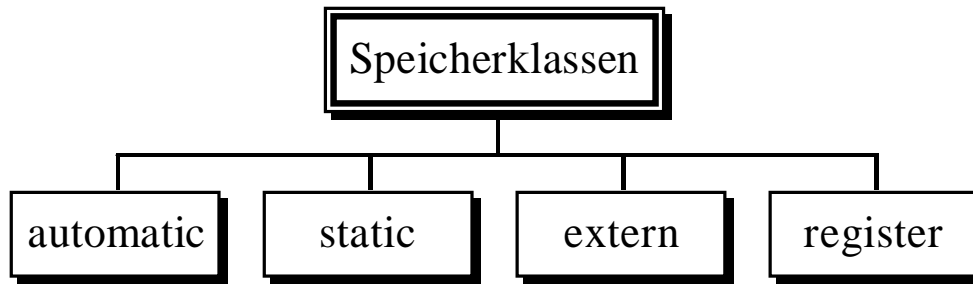 Speicherklassen
automatic
static
extern
register